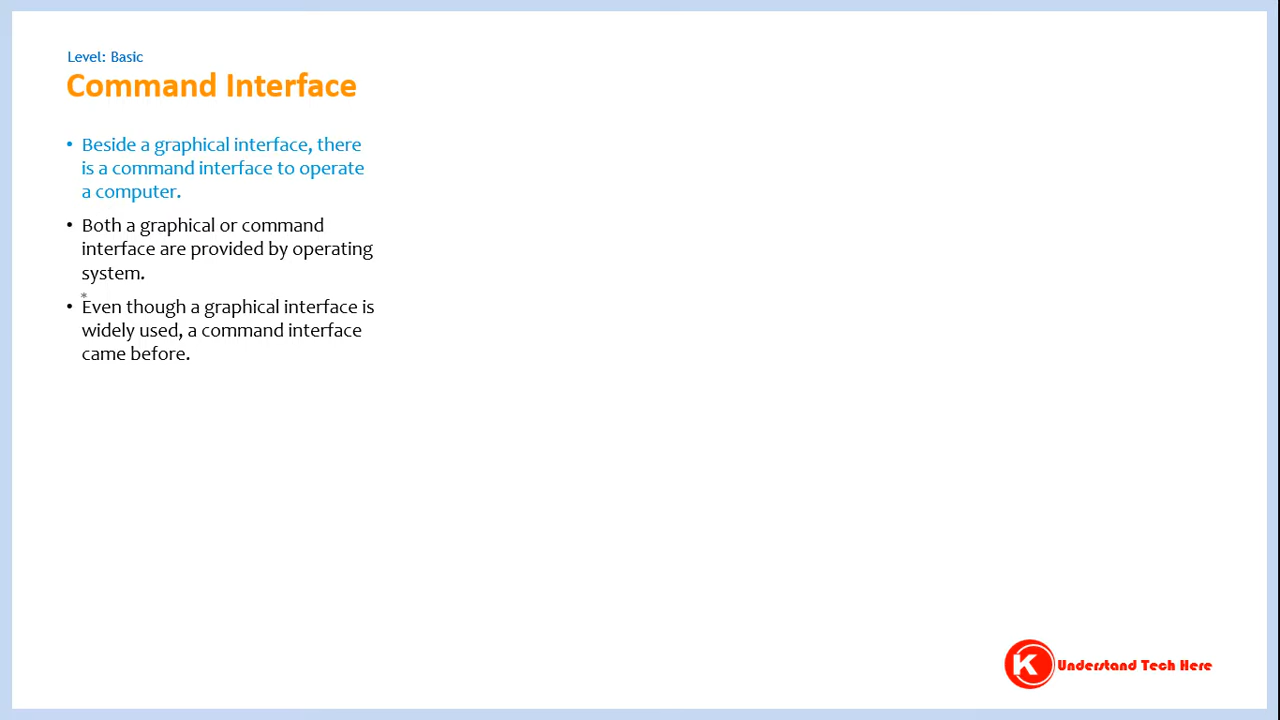 Level: Basic
Command Interface
• Beside a graphical interface, there
is a command interface to operate
a computer.
• Both a graphical or command
interface are provided by operating
system.
*
• Even though a graphical interface is
widely used, a command interface
came before.
K Understand Tech Here